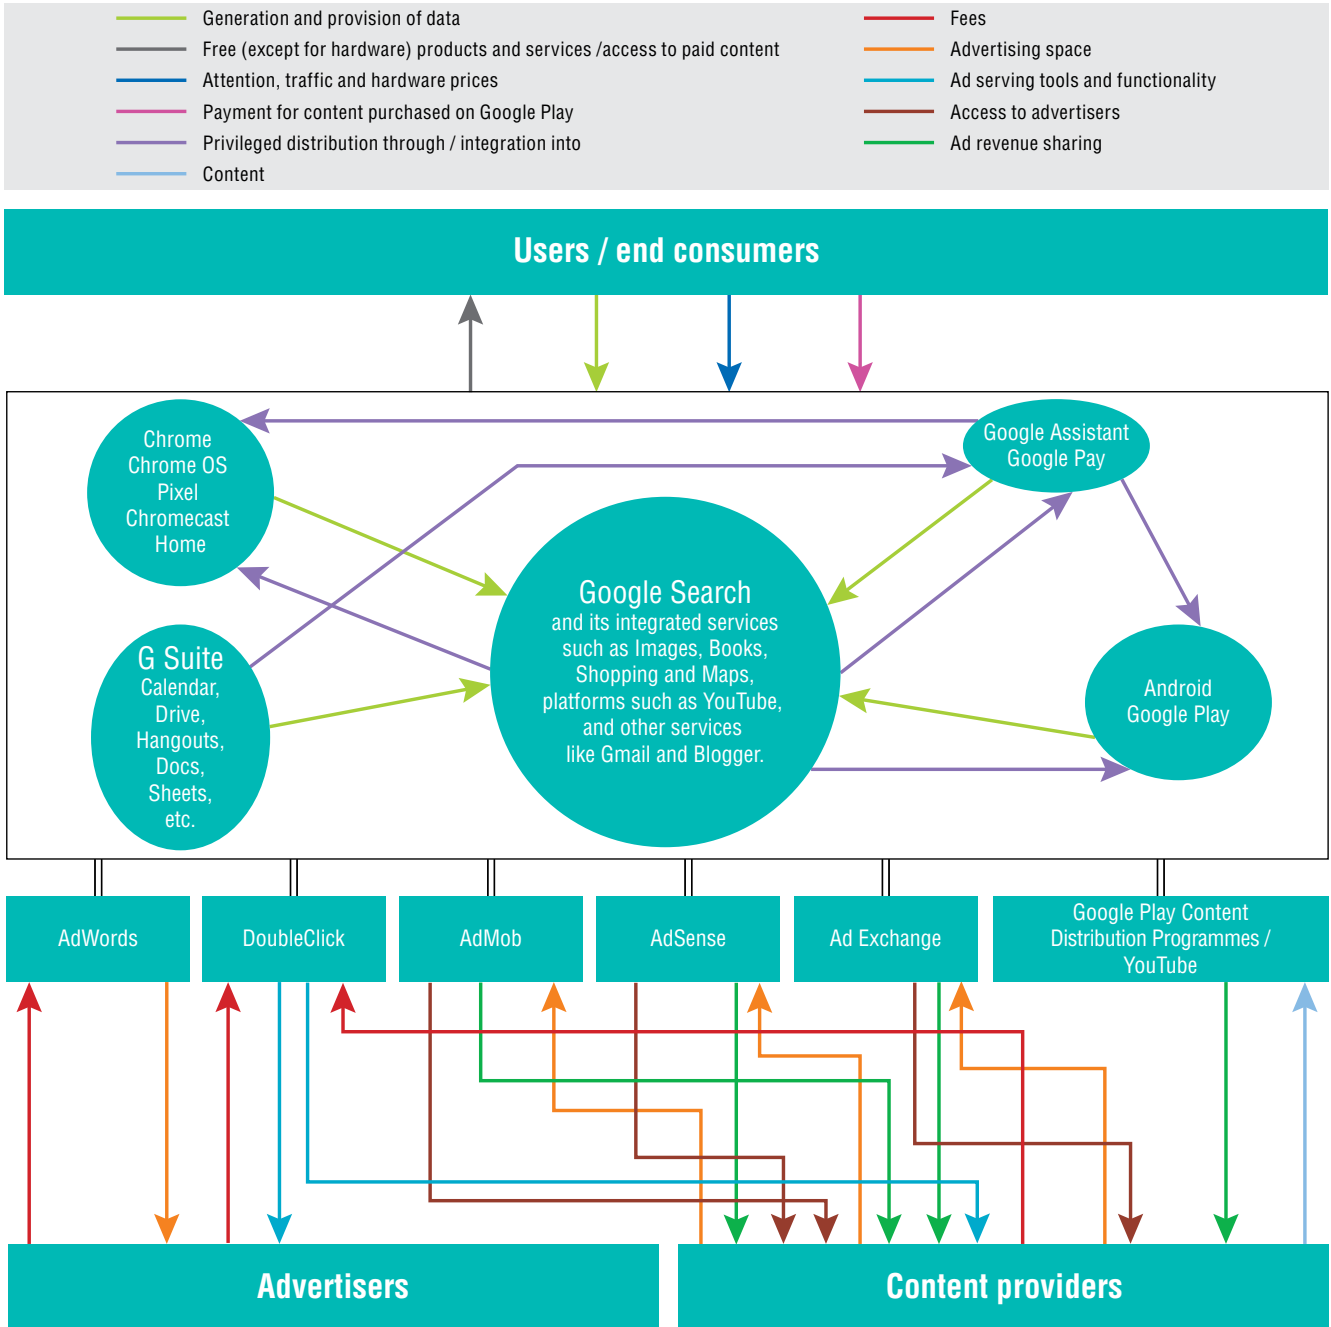 Generation and provision of data
Free (except for hardware) products and services /access to paid content
Attention, traffic and hardware prices
Payment for content purchased on Google Play
Privileged distribution through / integration into
Content
Fees
Advertising space
Ad serving tools and functionality
Access to advertisers
Ad revenue sharing
Users / end consumers
Chrome
Chrome OS
Pixel
Chromecast
Home
Google Assistant
Google Pay
Google Search
and its integrated services
such as Images, Books,
Shopping and Maps,
platforms such as YouTube,
and other services
like Gmail and Blogger.
G Suite
Calendar,
Drive,
Hangouts,
Docs,
Sheets,
etc.
Android
Google Play
AdWords
DoubleClick
AdMob
AdSense
Ad Exchange
Google Play Content
Distribution Programmes /
YouTube
Advertisers
Content providers